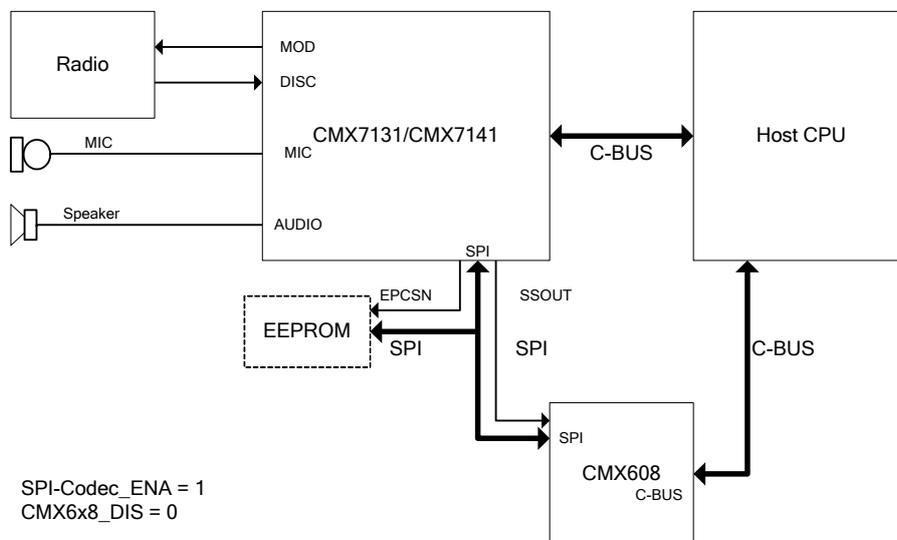 Radio
MOD
DISC
CMX7131/CMX7141
MIC
MIC
Speaker
AUDIO
SPI
C-BUS
Host CPU
EPCSN
SSOUT
EEPROM
SPI
SPI
C-BUS
SPI
CMX608
C-BUS
SPI-Codec_ENA = 1
CMX6x8_DIS = 0